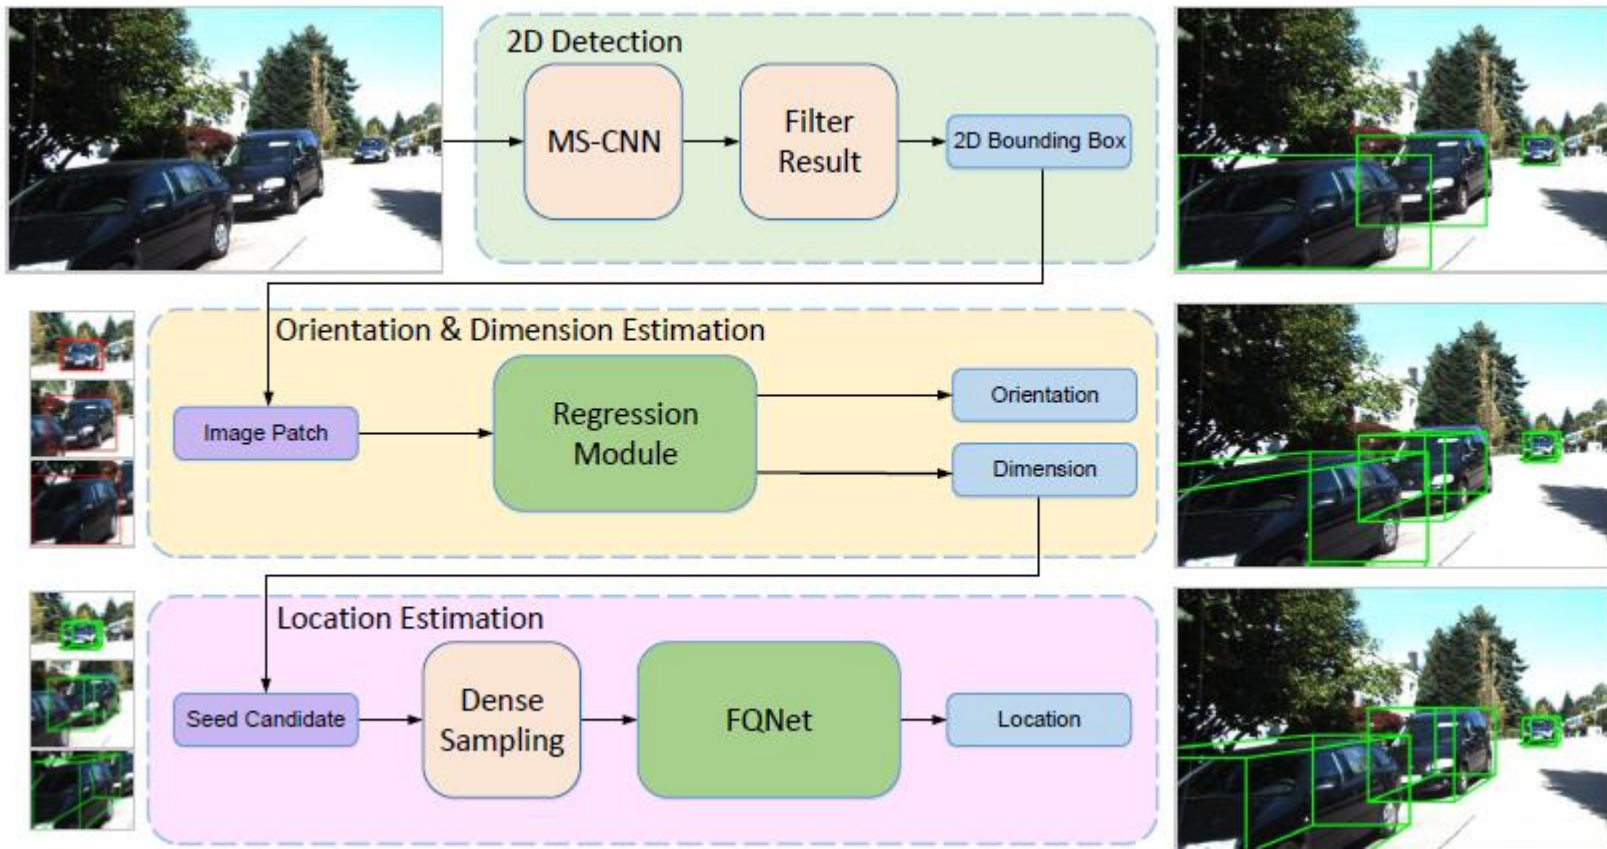 2D Detection
MS-CNN
Filter
Result
2D Bounding Box
Orientation & Dimension Estimation
Image Patch
Regression
Module
Orientation
Dimension
Location Estimation
Seed Candidate
Dense
Sampling
FQNet
Location